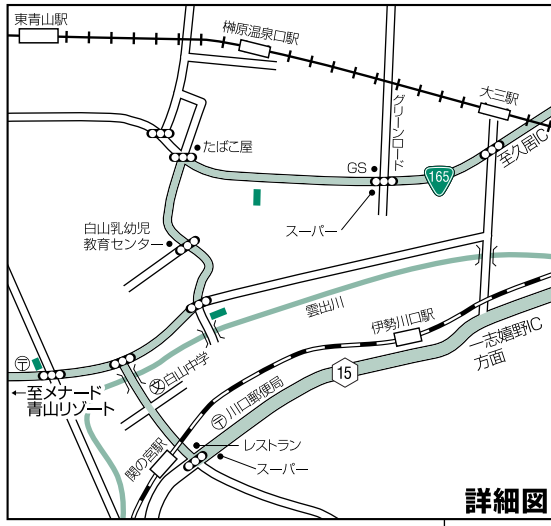 東青山駅
榊原温泉口駅
大三駅
グリーンロード
至久居IC
たばこ屋
GS
165
スーパー
白山乳幼児
教育センター
雲出川
伊勢川口駅
一志嬉野IC
方面
〒
←至メナード
青山リゾート
文
白山中学
15
〒川口郵便局
関の宮駅
レストラン
スーパー
詳細図